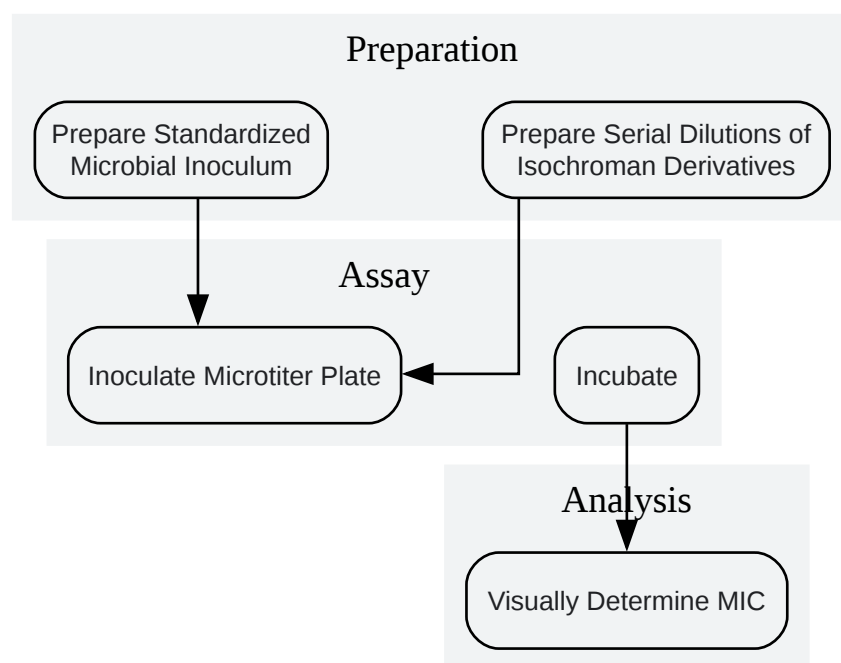 Preparation
Prepare Standardized
Microbial Inoculum
Prepare Serial Dilutions of
Isochroman Derivatives
Assay
Inoculate Microtiter Plate
Incubate
Analysis
Visually Determine MIC